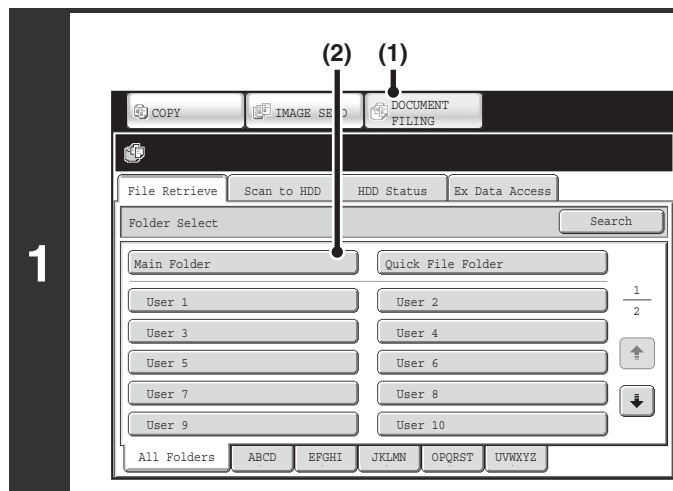 1
(2) (1)
COPY IMAGE SE D DOCUMENT
FILING
File Retrieve Scan to HDD HDD Status Ex Data Access
Folder Select Search
Main Folder Quick File Folder
User 1 User 2
1
2
User 3 User 4
User 5 User 6
User 7 User 8
User 9 User 10
All Folders ABCD EFGHI JKLMN OPQRST UVWXYZ